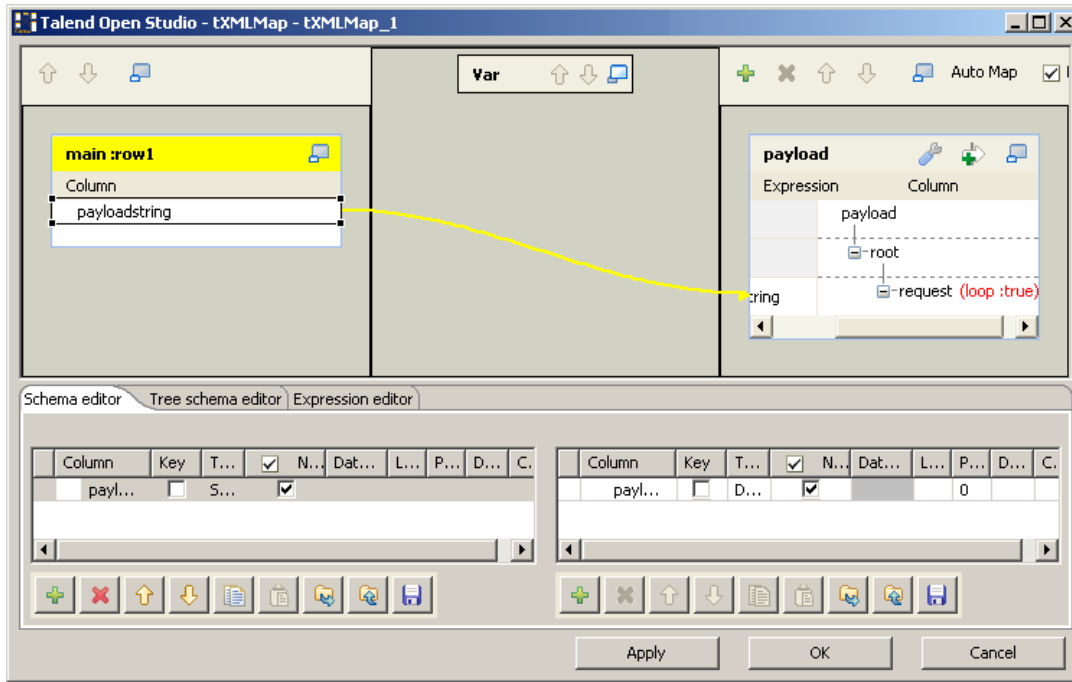 Talend Open Studio - tXMLMap - tXMLMap_1
Var
Auto Map
main :row1
Column
payloadstring
payload
Expression Column
payload
root
tring
request (loop :true)
Schema editor Tree schema editor Expression editor
Column Key T... N... Dat... L... P... D... C.
payl... S...
Column Key T... N... Dat... L... P... D... C.
payl... D... 0
Apply OK Cancel